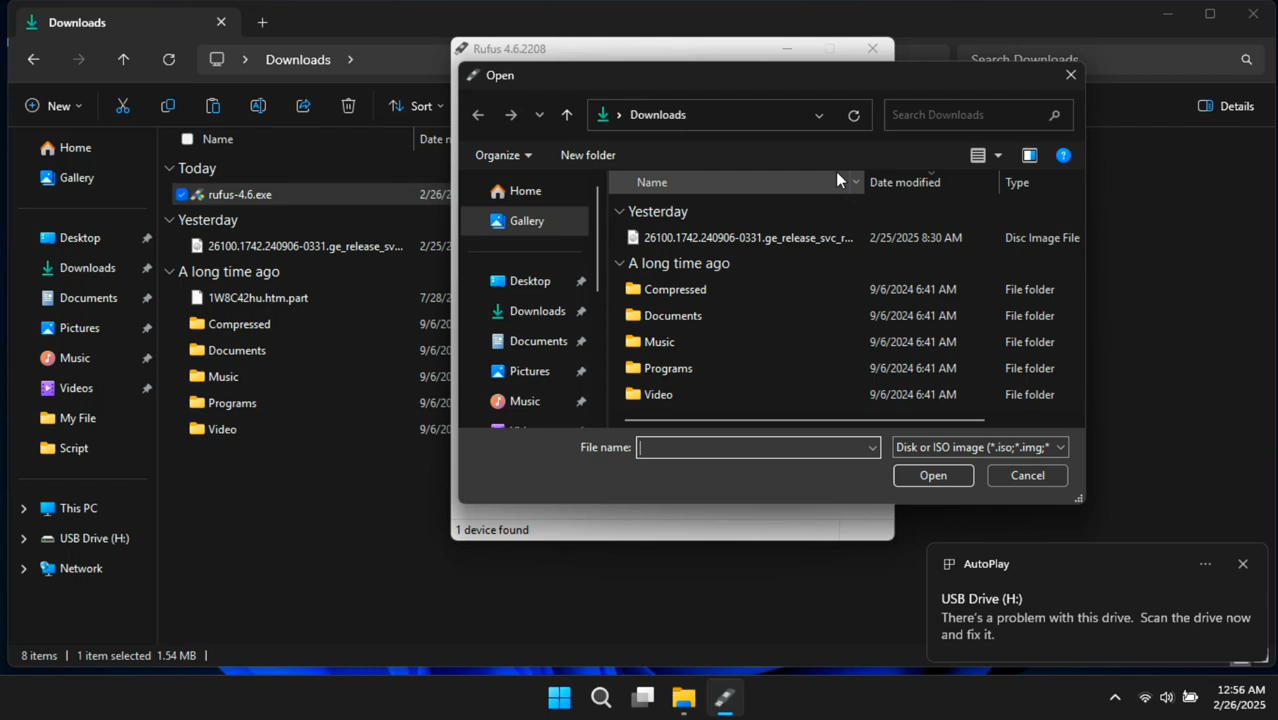 Downloads
Downloads
Search Downloads
New
Sort
Details
Home
Gallery
Desktop
Downloads
Documents
Pictures
Music
Videos
My File
Script
This PC
USB Drive (H:)
Network
Name
Date
Today
rufus-4.6.exe 2/26/
Yesterday
26100.1742.240906-0331.ge_release_sv... 2/25/
A long time ago
1W8C42hu.htm.part 7/28/
Compressed 9/6/2
Documents 9/6/2
Music 9/6/2
Programs 9/6/2
Video 9/6/2
8 items 1 item selected 1.54 MB
Rufus 4.6.2208
Open
Downloads
Search Downloads
Organize New folder
Home
Gallery
Desktop
Downloads
Documents
Pictures
Music
Name Date modified Type
Yesterday
26100.1742.240906-0331.ge_release_svc_r... 2/25/2025 8:30 AM Disc Image File
A long time ago
Compressed 9/6/2024 6:41 AM File folder
Documents 9/6/2024 6:41 AM File folder
Music 9/6/2024 6:41 AM File folder
Programs 9/6/2024 6:41 AM File folder
Video 9/6/2024 6:41 AM File folder
File name: Disk or ISO image (*.iso;*.img;*
Open Cancel
1 device found
AutoPlay
USB Drive (H:)
There's a problem with this drive. Scan the drive now
and fix it.
12:56 AM
2/26/2025